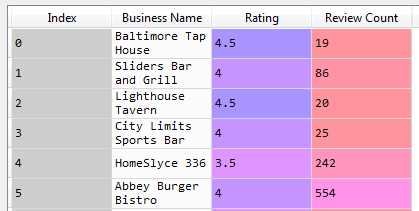 Index Business Name Rating Review Count
0 Baltimore Tap House 4.5 19
1 Sliders Bar and Grill 4 86
2 Lighthouse Tavern 4.5 20
3 City Limits Sports Bar 4 25
4 HomeSlyce 336 3.5 242
5 Abbey Burger Bistro 4 554